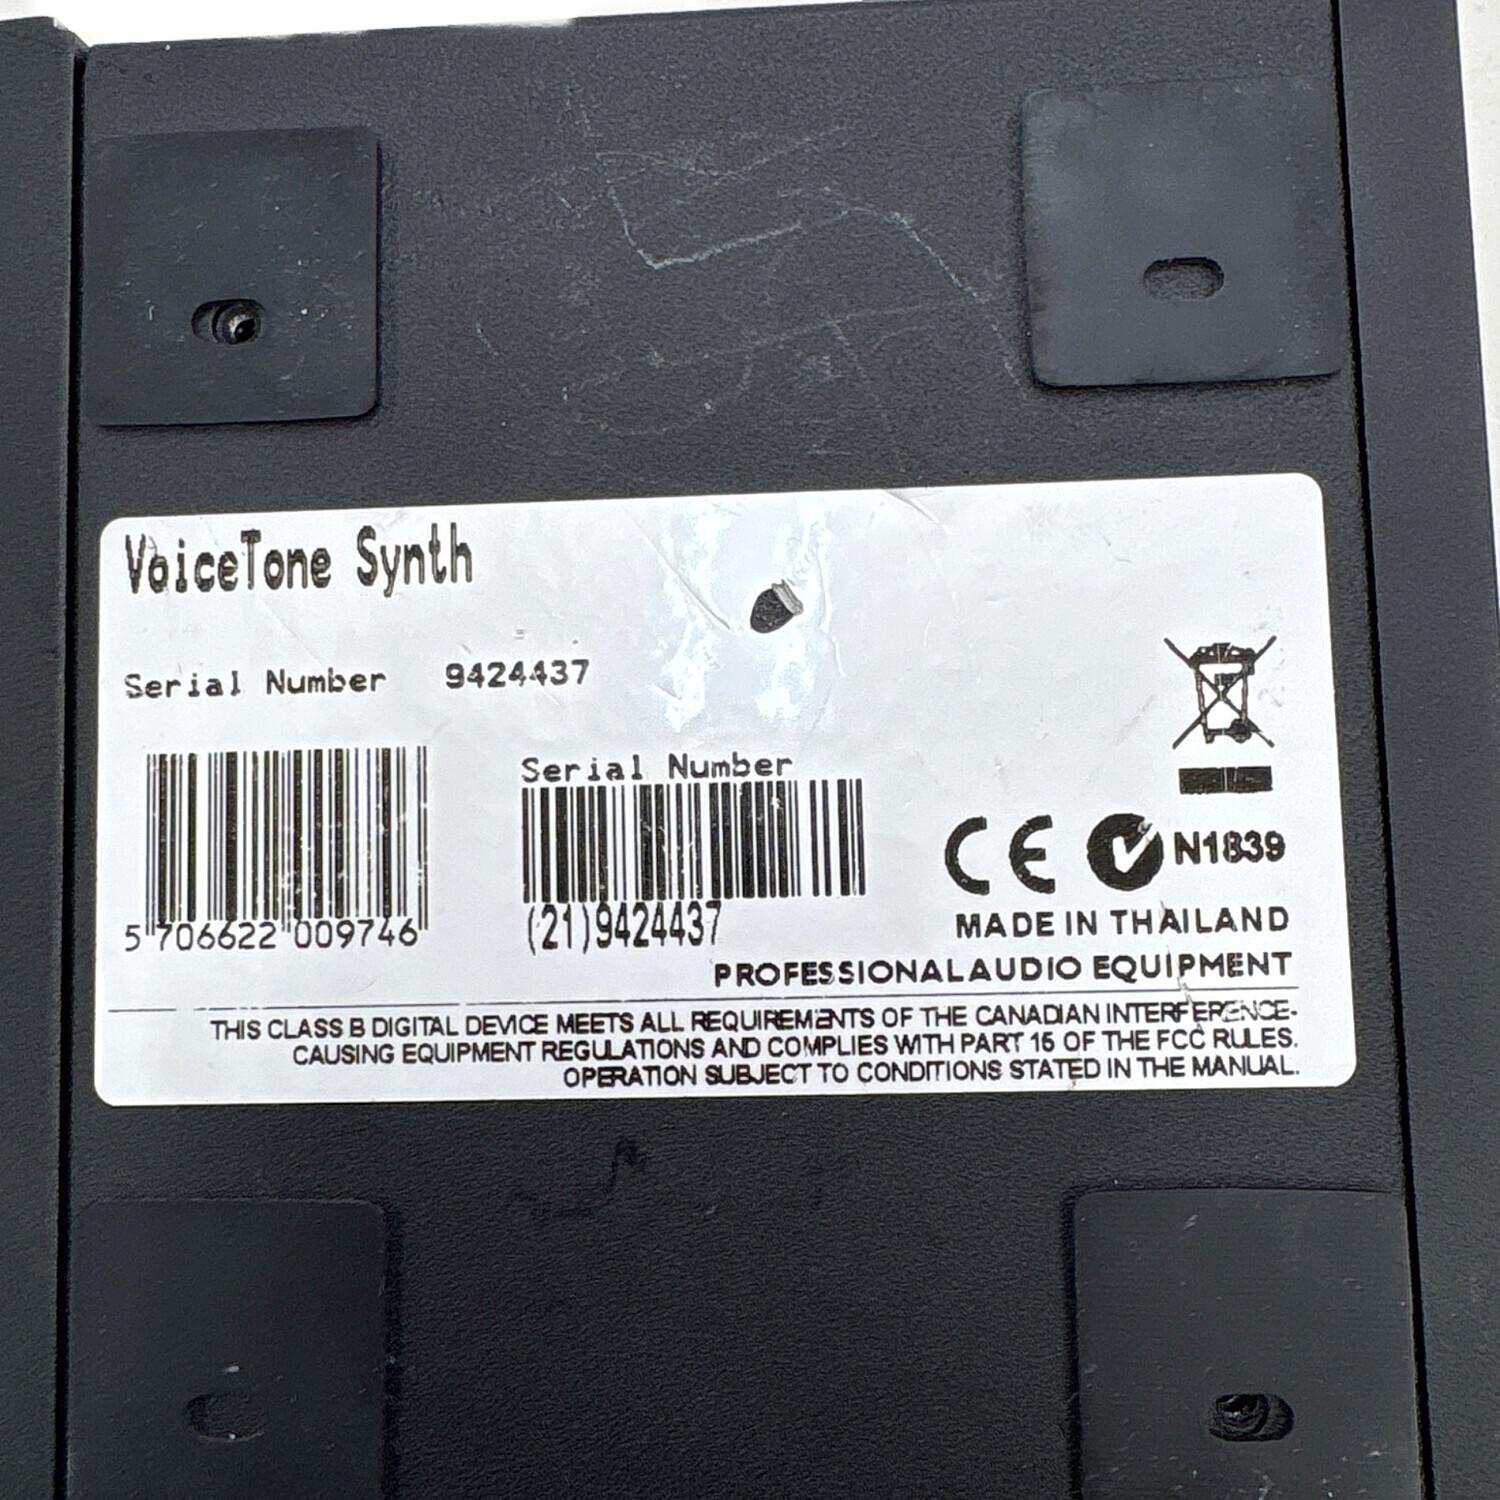 VoiceTone Synth
Serial Number 9424437
5 706622 009746
Serial Number
(21)9424437
CE N1839
MADE IN THAILAND
PROFESSIONAL AUDIO EQUIPMENT
THIS CLASS B DIGITAL DEVICE MEETS ALL REQUIREMENTS OF THE CANADIAN INTERFERENCE-
CAUSING EQUIPMENT REGULATIONS AND COMPLIES WITH PART 15 OF THE FCC RULES.
OPERATION SUBJECT TO CONDITIONS STATED IN THE MANUAL.